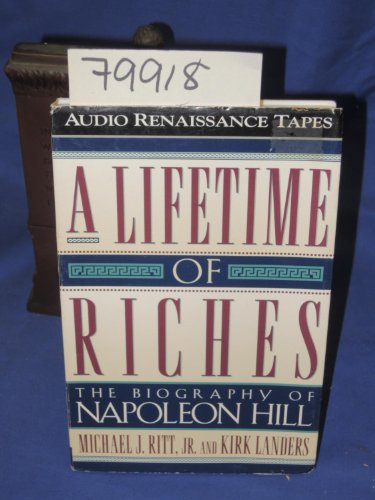 79918
AUDIO RENAISSANCE TAPES
A LIFETIME
OF
RICHES
THE BIOGRAPHY OF
NAPOLEON HILL
MICHAEL J. RITT, JR. AND KIRK LANDERS